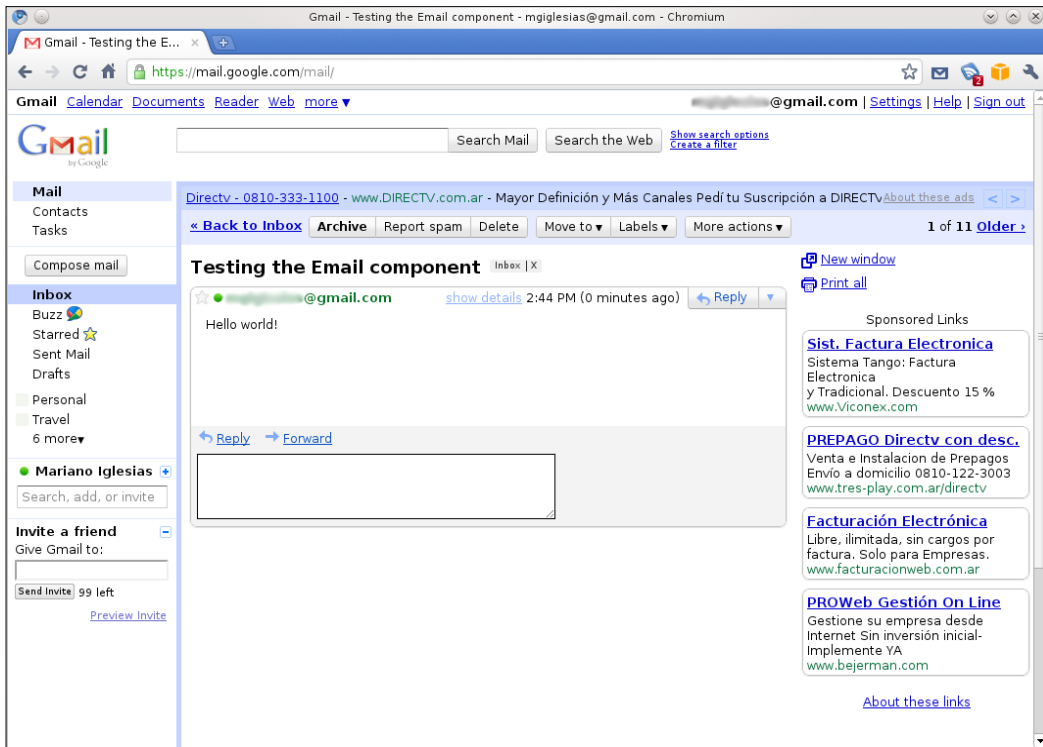 Gmail - Testing the Email component - mgiglesias@gmail.com - Chromium
Gmail - Testing the E...
https://mail.google.com/mail/
2
Gmail Calendar Documents Reader Web more ▼
@gmail.com | Settings | Help | Sign out
Gmail
by Google
Search Mail
Search the Web
Show search options
Create a filter
Mail
Contacts
Tasks
Compose mail
Inbox
Buzz
Starred
Sent Mail
Drafts
Personal
Travel
6 more▼
Mariano Iglesias
Search, add, or invite
Invite a friend
Give Gmail to:
Send Invite 99 left
Preview Invite
Directv - 0810-333-1100 - www.DIRECTV.com.ar - Mayor Definición y Más Canales Pedí tu Suscripción a DIRECTV About these ads < >
« Back to Inbox Archive Report spam Delete Move to ▼ Labels ▼ More actions ▼ 1 of 11 Older ›
Testing the Email component Inbox | X
@gmail.com show details 2:44 PM (0 minutes ago) Reply ▼
Hello world!
Reply Forward
New window
Print all
Sponsored Links
Sist. Factura Electronica
Sistema Tango: Factura
Electronica
y Tradicional. Descuento 15 %
www.Viconex.com
PREPAGO Directv con desc.
Venta e Instalacion de Prepagos
Envío a domicilio 0810-122-3003
www.tres-play.com.ar/directv
Facturación Electrónica
Libre, ilimitada, sin cargos por
factura. Solo para Empresas.
www.facturacionweb.com.ar
PROWeb Gestión On Line
Gestione su empresa desde
Internet Sin inversión inicial-
Implemente YA
www.bejerman.com
About these links